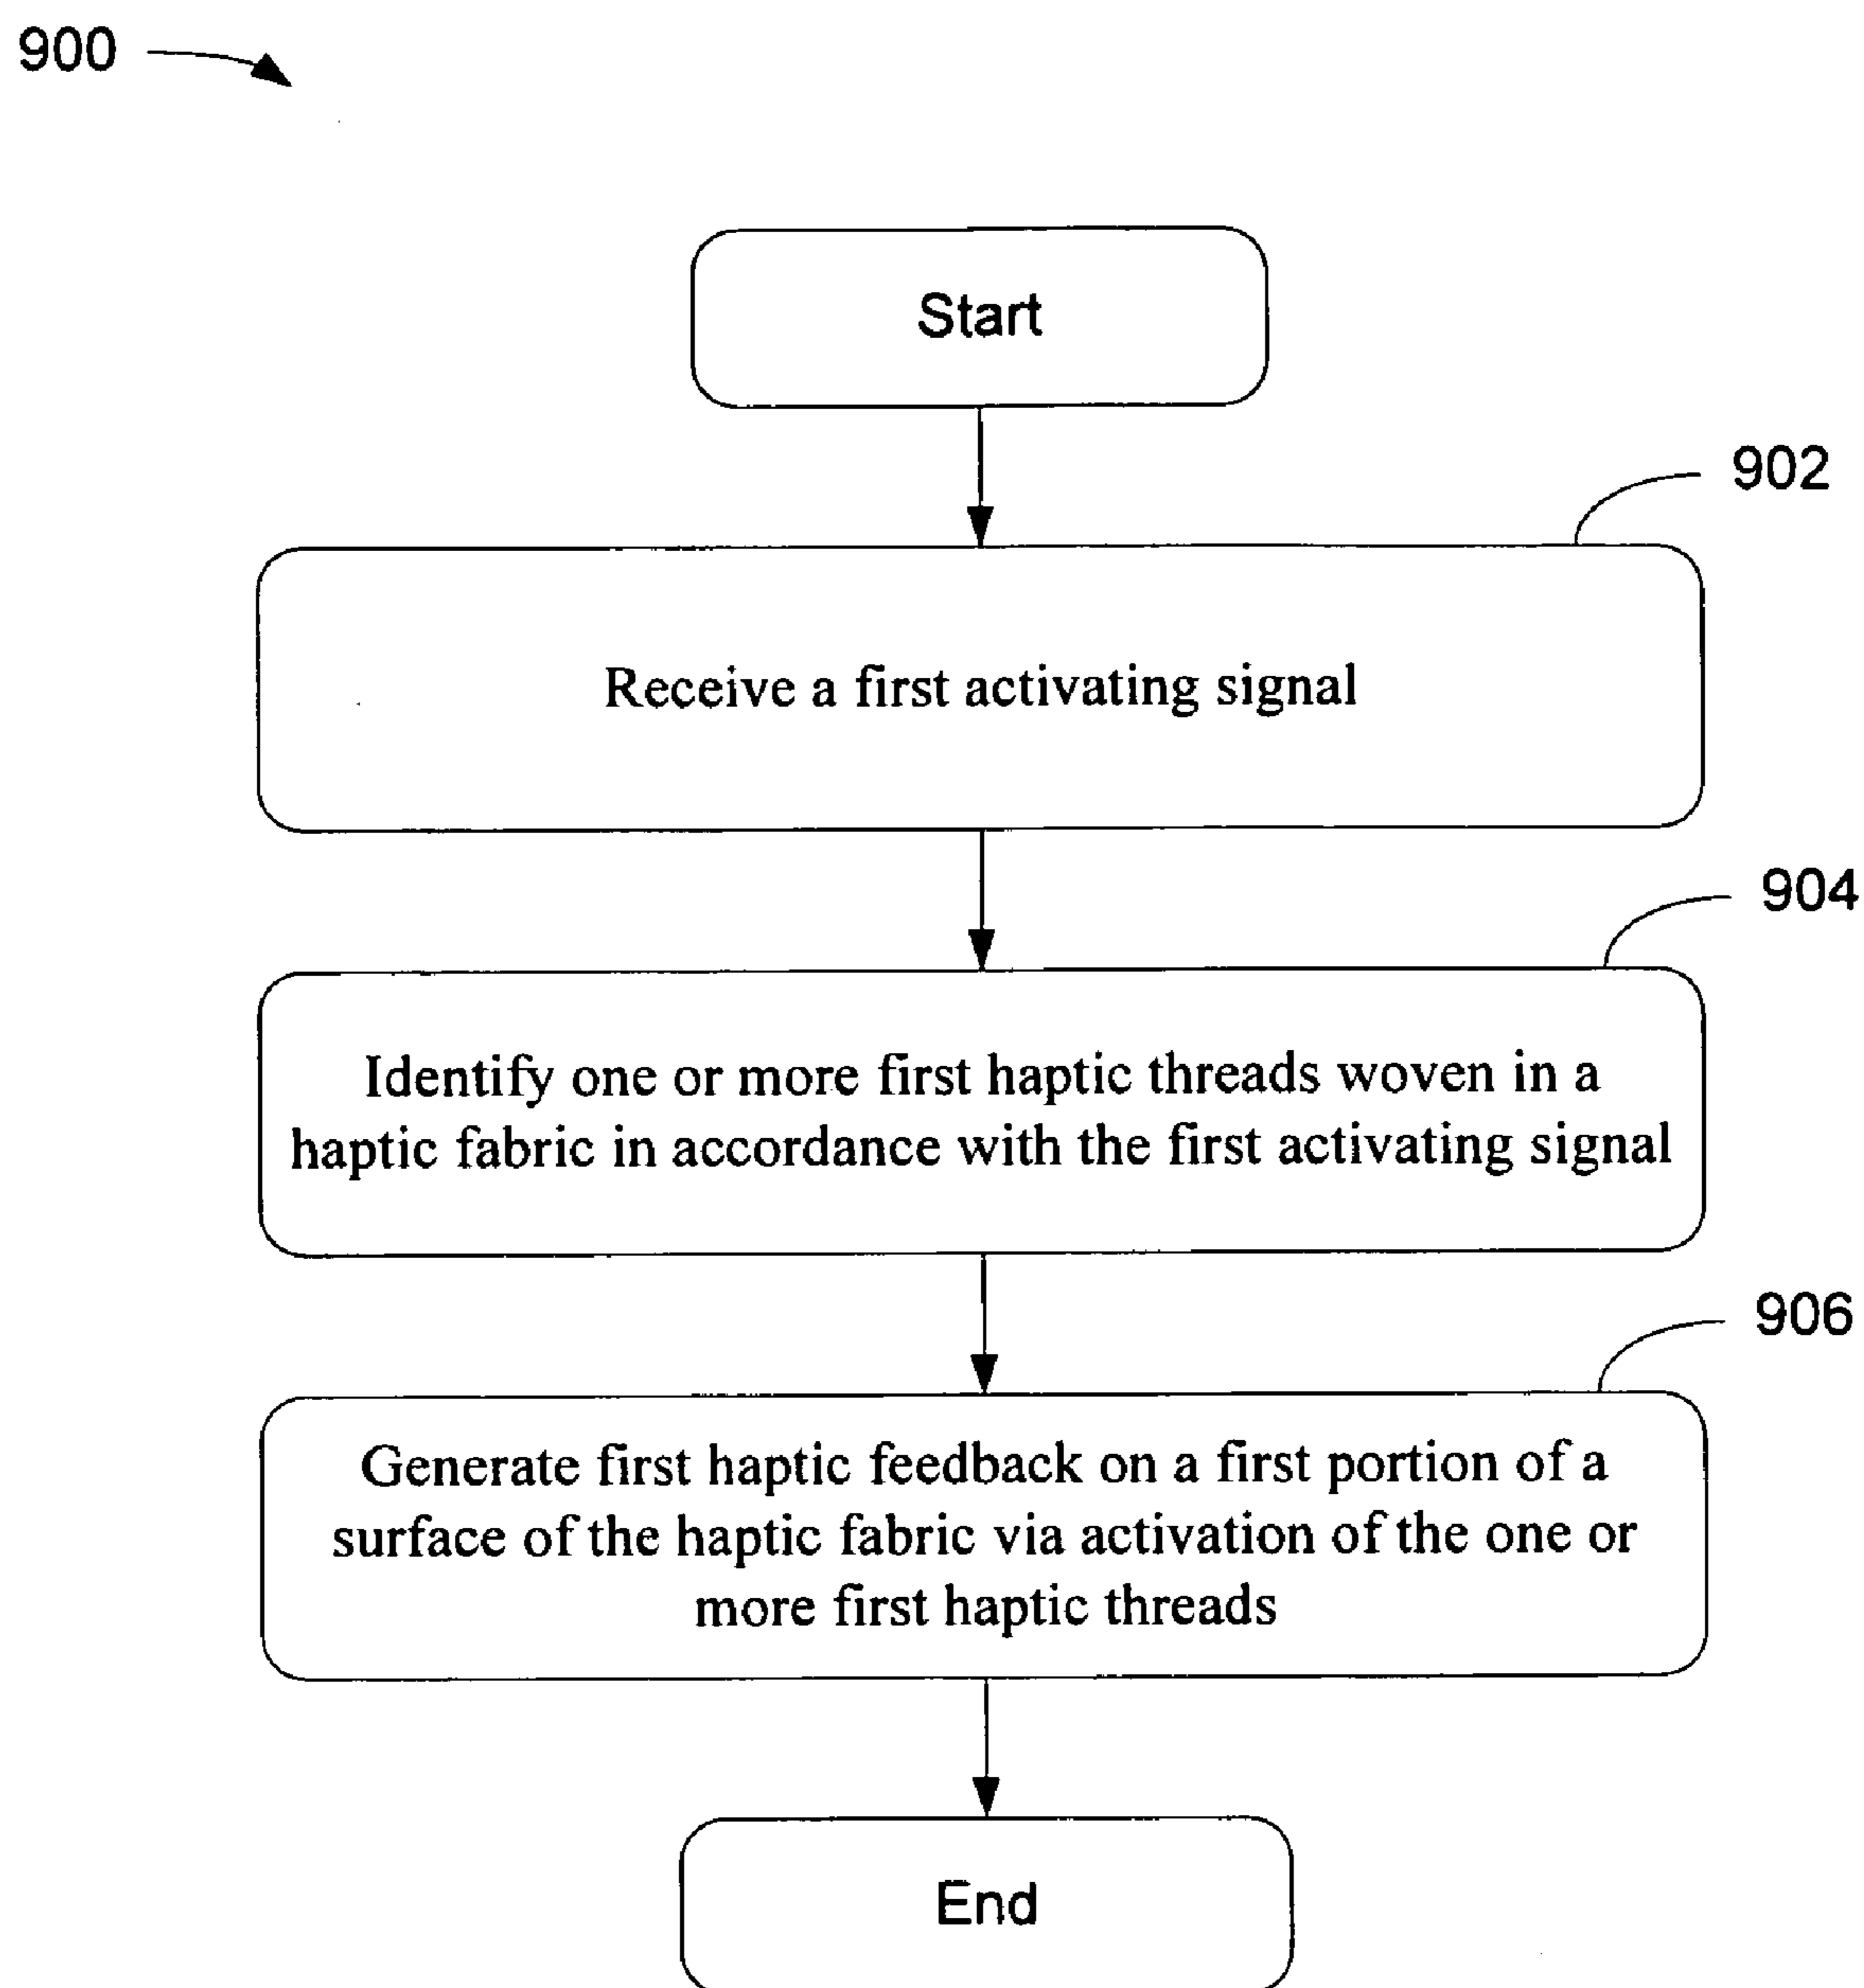 900
Start
902
Receive a first activating signal
904
Identify one or more first haptic threads woven in a
haptic fabric in accordance with the first activating signal
906
Generate first haptic feedback on a first portion of a
surface of the haptic fabric via activation of the one or
more first haptic threads
End